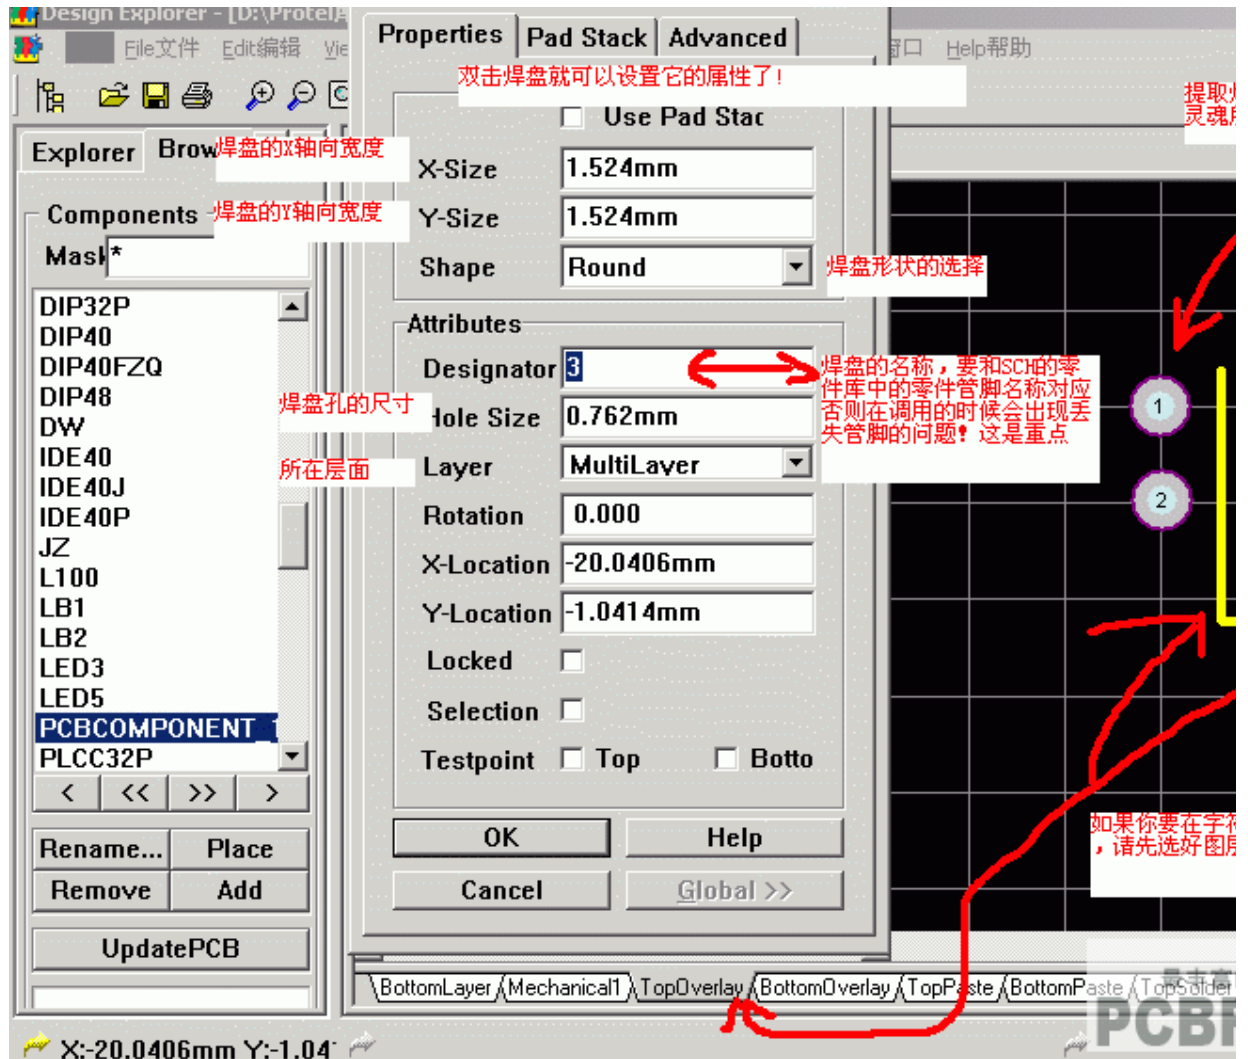 Design Explorer - [D:\Protel
File文件 Edit编辑
窗口 Help帮助
Properties Pad Stack Advanced
双击焊盘就可以设置它的属性了!
提取
灵魂
Use Pad Stac
Explorer Brow
焊盘的X轴向宽度
X-Size 1.524mm
Components
焊盘的Y轴向宽度
Y-Size 1.524mm
Mask *
Shape Round
焊盘形状的选择
DIP32P
DIP40
DIP40FZQ
DIP48
DW
IDE40
IDE40J
IDE40P
JZ
L100
LB1
LB2
LED3
LED5
PCBCOMPONENT_1
PLCC32P
Attributes
Designator 3
焊盘的名称，要和SCH的零
件库中的零件管脚名称对应
否则在调用的时候会出现丢
失管脚的问题！这是重点
焊盘孔的尺寸
Hole Size 0.762mm
所在层面
Layer MultiLayer
Rotation 0.000
X-Location -20.0406mm
Y-Location -1.0414mm
Locked
Selection
Testpoint Top Botto
1
2
< << >> >
Rename... Place
Remove Add
UpdatePCB
OK Help
Cancel Global >>
如果你要在字符
，请先选好图层
BottomLayer Mechanical1 TopOverlay BottomOverlay TopPaste BottomPaste TopSolder
X:-20.0406mm Y:-1.04